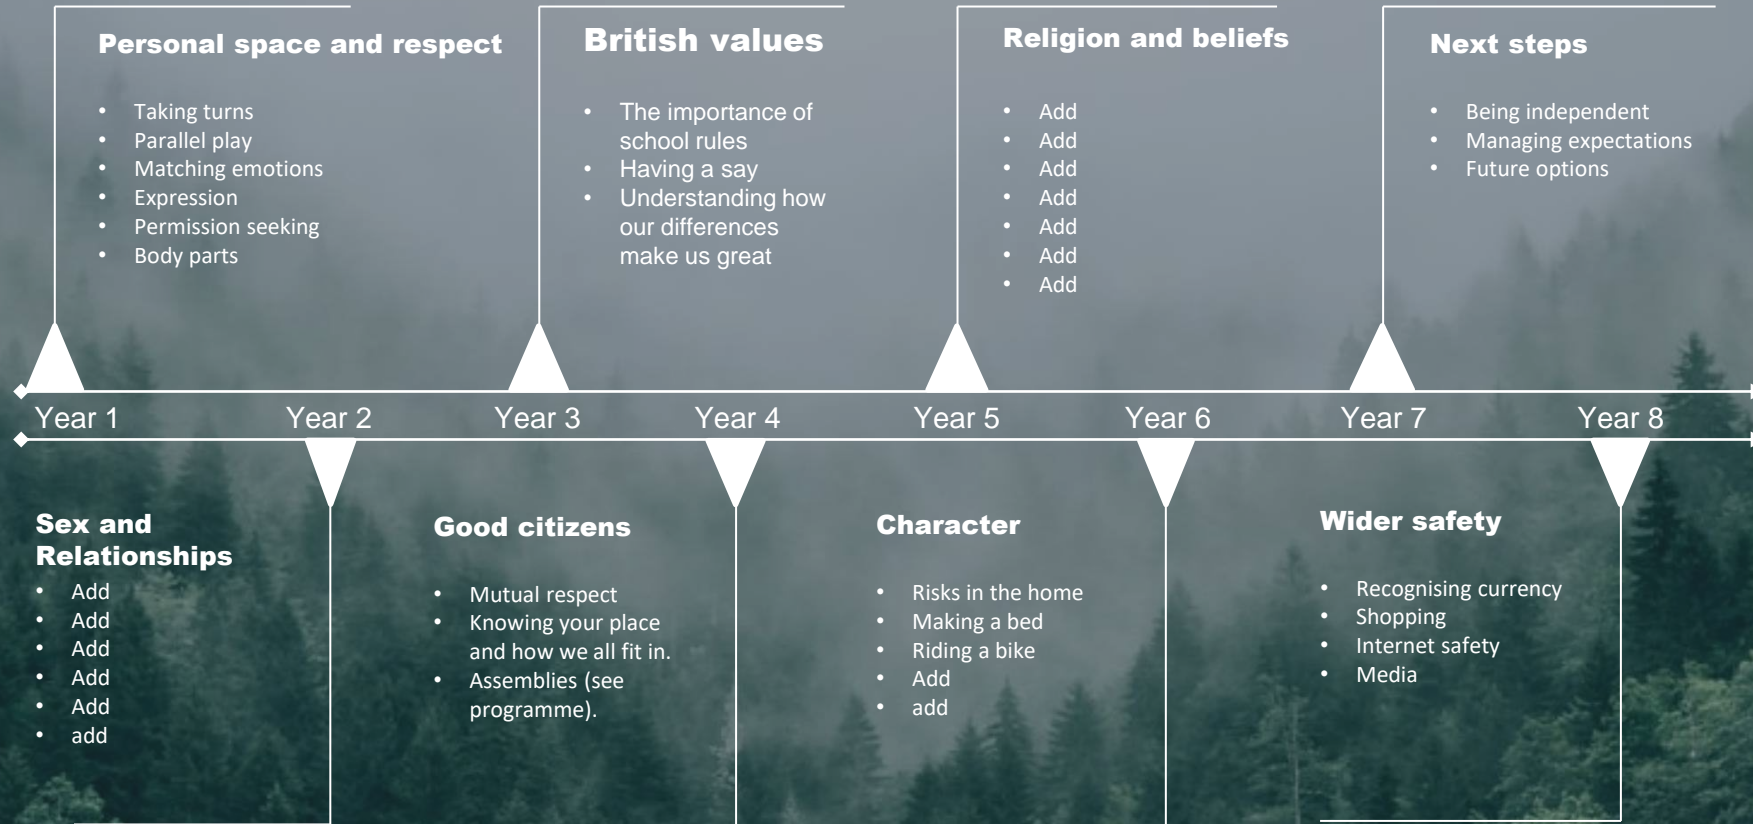 Personal space and respect
• Taking turns
• Parallel play
• Matching emotions
• Expression
• Permission seeking
• Body parts
British values
• The importance of
school rules
• Having a say
• Understanding how
our differences
make us great
Religion and beliefs
• Add
• Add
• Add
• Add
• Add
• Add
• Add
Next steps
• Being independent
• Managing expectations
• Future options
Year 1 Year 2 Year 3 Year 4 Year 5 Year 6 Year 7 Year 8
Sex and
Relationships
• Add
• Add
• Add
• Add
• Add
• add
Good citizens
• Mutual respect
• Knowing your place
and how we all fit in.
• Assemblies (see
programme).
Character
• Risks in the home
• Making a bed
• Riding a bike
• Add
• add
Wider safety
• Recognising currency
• Shopping
• Internet safety
• Media